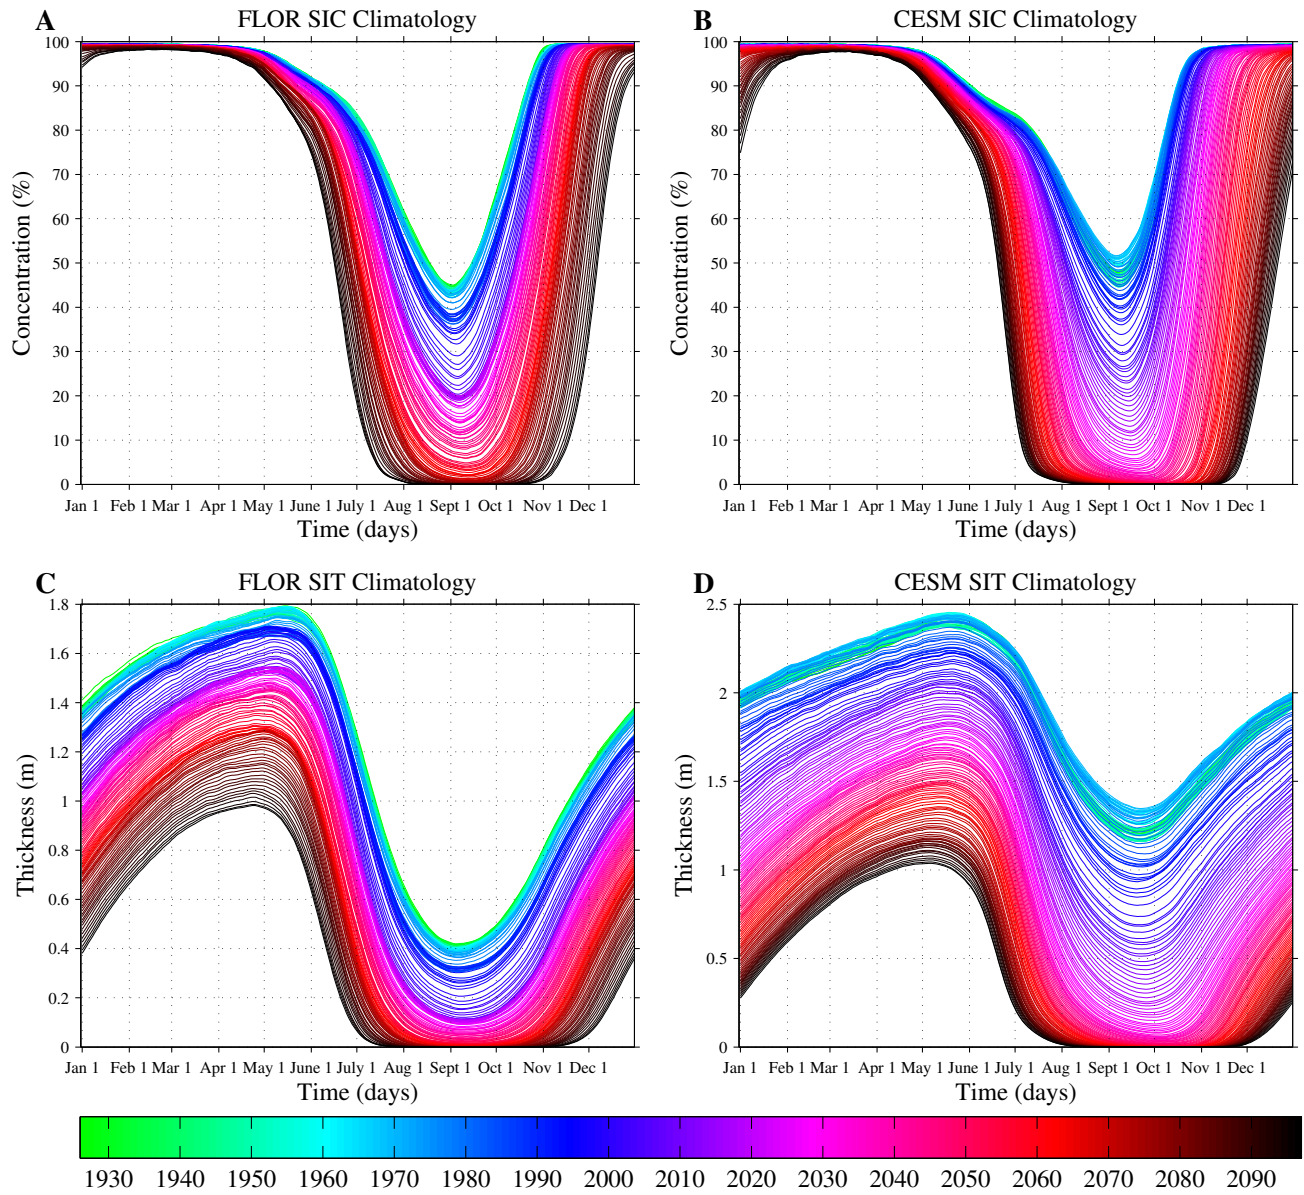 A FLOR SIC Climatology
Concentration (%)
100
90
80
70
60
50
40
30
20
10
0
Jan 1 Feb 1 Mar 1 Apr 1 May 1 June 1 July 1 Aug 1 Sept 1 Oct 1 Nov 1 Dec 1
Time (days)
B CESM SIC Climatology
Concentration (%)
100
90
80
70
60
50
40
30
20
10
0
Jan 1 Feb 1 Mar 1 Apr 1 May 1 June 1 July 1 Aug 1 Sept 1 Oct 1 Nov 1 Dec 1
Time (days)
C FLOR SIT Climatology
Thickness (m)
1.8
1.6
1.4
1.2
1
0.8
0.6
0.4
0.2
0
Jan 1 Feb 1 Mar 1 Apr 1 May 1 June 1 July 1 Aug 1 Sept 1 Oct 1 Nov 1 Dec 1
Time (days)
D CESM SIT Climatology
Thickness (m)
2.5
2
1.5
1
0.5
0
Jan 1 Feb 1 Mar 1 Apr 1 May 1 June 1 July 1 Aug 1 Sept 1 Oct 1 Nov 1 Dec 1
Time (days)
1930 1940 1950 1960 1970 1980 1990 2000 2010 2020 2030 2040 2050 2060 2070 2080 2090